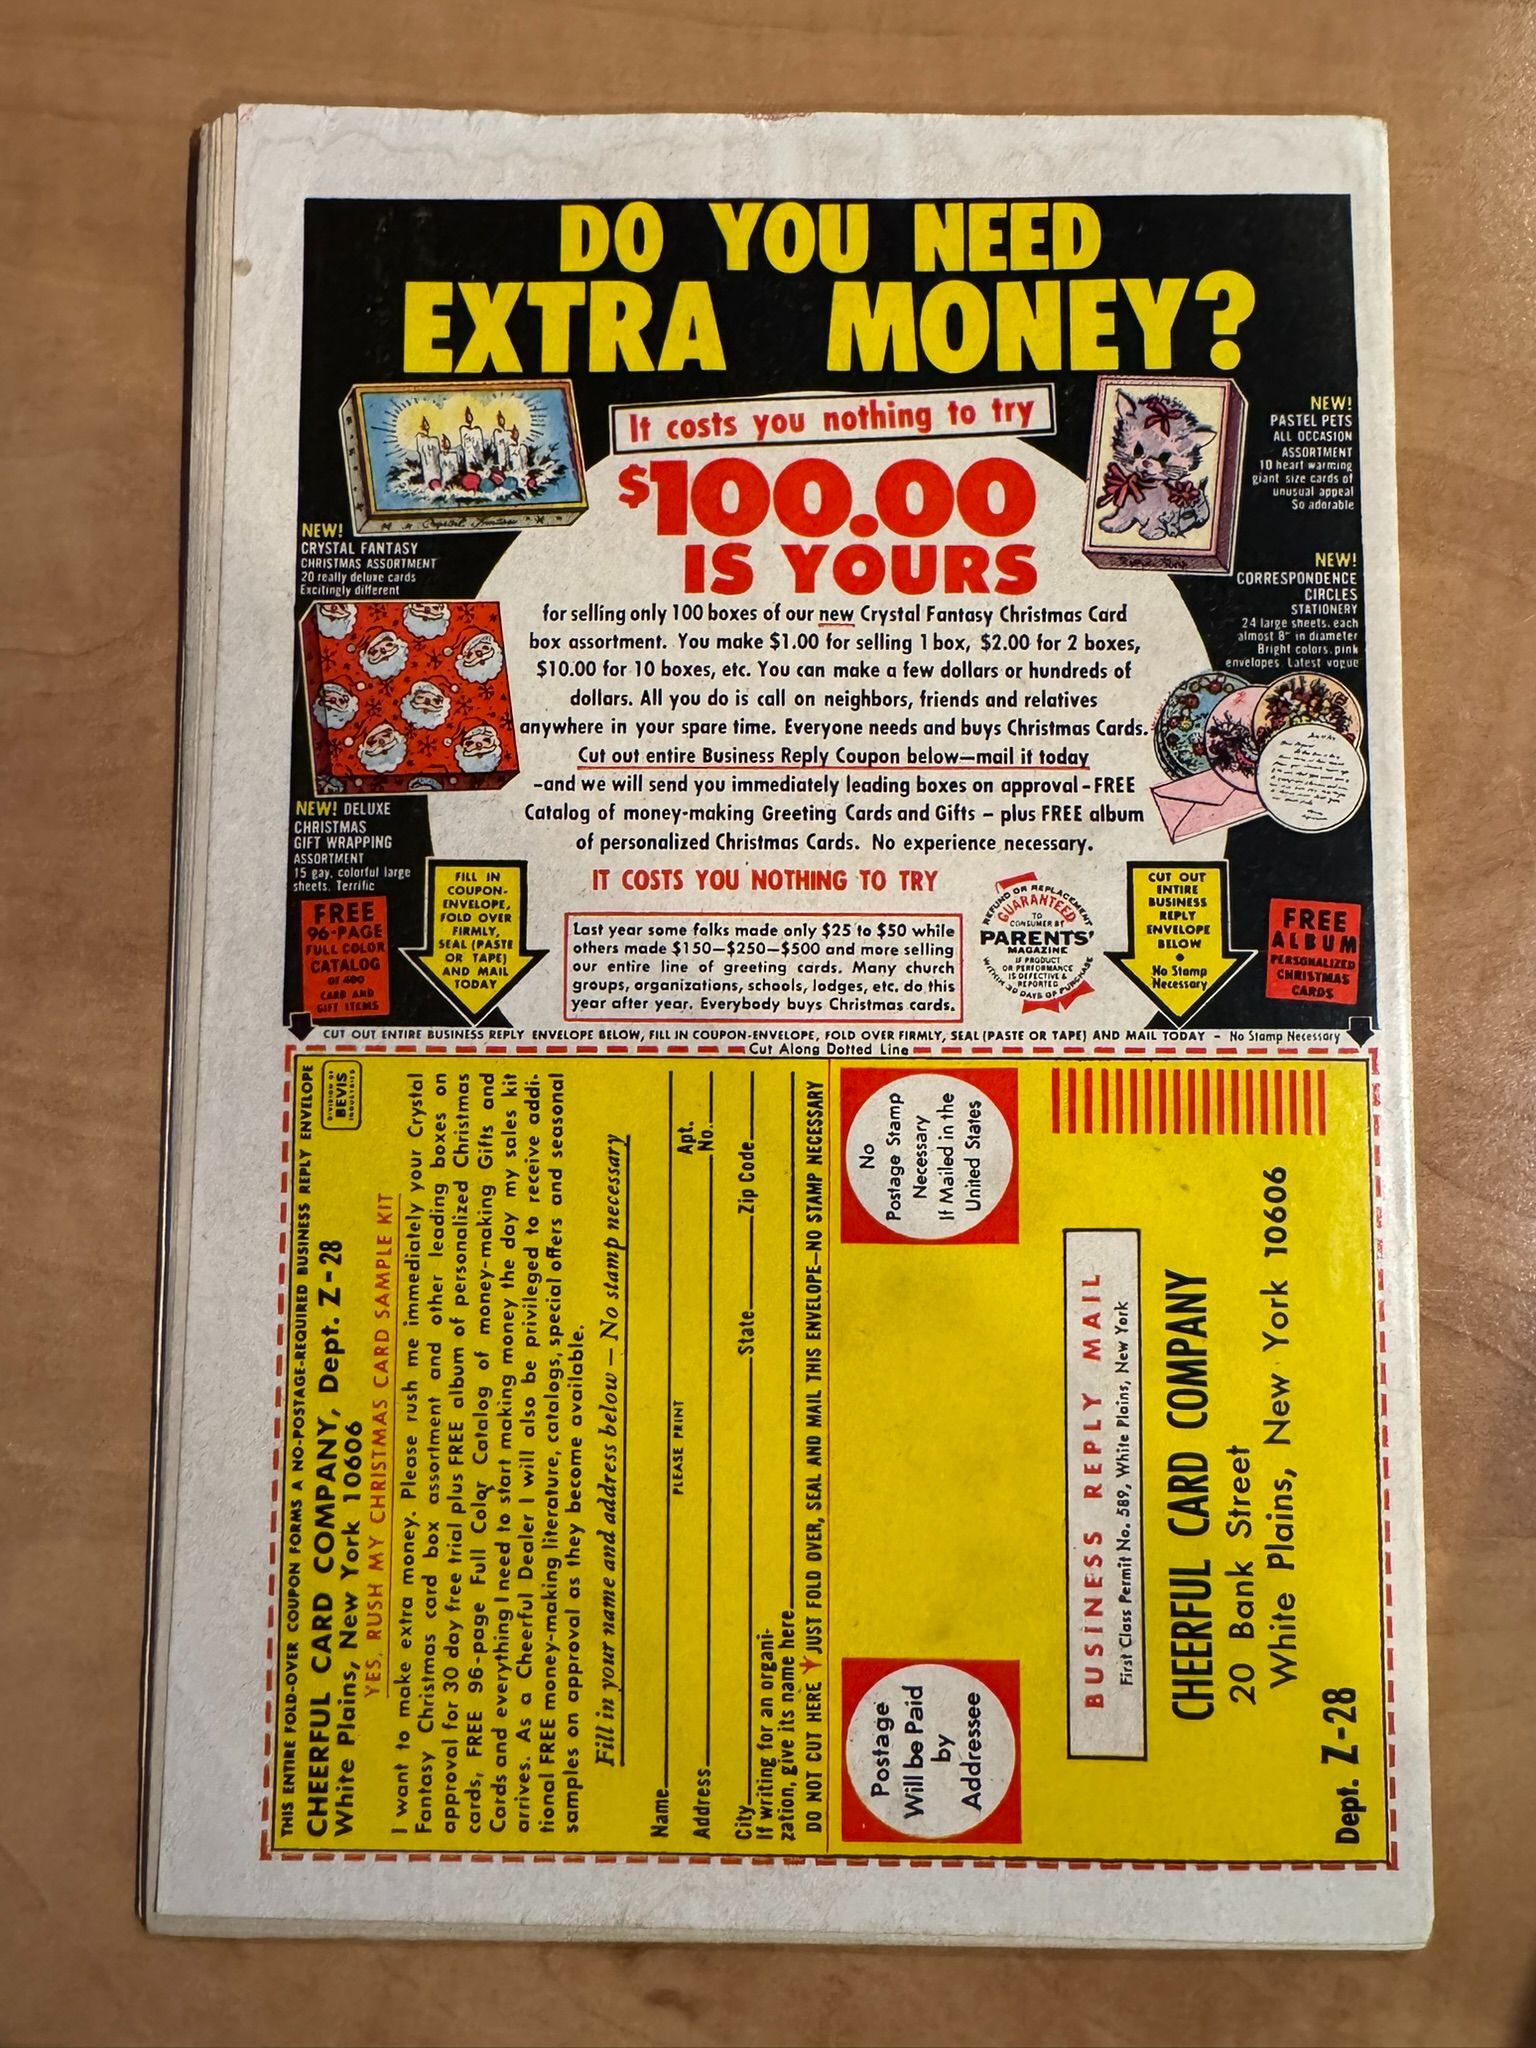 DO YOU NEED
EXTRA MONEY?
It costs you nothing to try
$100.00
IS YOURS
NEW!
CRYSTAL FANTASY
CHRISTMAS ASSORTMENT
20 really deluxe cards
Excitingly different
NEW!
PASTEL PETS
ALL OCCASION
ASSORTMENT
10 heart warming
giant size cards of
unusual appeal
So adorable
NEW!
CORRESPONDENCE
CIRCLES
STATIONERY
24 large sheets, each
almost 8" in diameter
Bright colors, pink
envelopes. Latest vogue
for selling only 100 boxes of our new Crystal Fantasy Christmas Card
box assortment. You make $1.00 for selling 1 box, $2.00 for 2 boxes,
$10.00 for 10 boxes, etc. You can make a few dollars or hundreds of
dollars. All you do is call on neighbors, friends and relatives
anywhere in your spare time. Everyone needs and buys Christmas Cards.
Cut out entire Business Reply Coupon below—mail it today
-and we will send you immediately leading boxes on approval - FREE
Catalog of money-making Greeting Cards and Gifts - plus FREE album
of personalized Christmas Cards. No experience necessary.
NEW! DELUXE
CHRISTMAS
GIFT WRAPPING
ASSORTMENT
15 gay, colorful large
sheets. Terrific
IT COSTS YOU NOTHING TO TRY
FREE
96-PAGE
FULL COLOR
CATALOG
OF 400
CARD AND
GIFT ITEMS
FILL IN
COUPON-
ENVELOPE,
FOLD OVER
FIRMLY,
SEAL (PASTE
OR TAPE)
AND MAIL
TODAY
Last year some folks made only $25 to $50 while
others made $150—$250—$500 and more selling
our entire line of greeting cards. Many church
groups, organizations, schools, lodges, etc. do this
year after year. Everybody buys Christmas cards.
REFUND OR REPLACEMENT
GUARANTEED
TO
CONSUMER BY
PARENTS'
MAGAZINE
IF PRODUCT
OR PERFORMANCE
IS DEFECTIVE &
REPORTED
WITHIN 30 DAYS OF PURCHASE
CUT OUT
ENTIRE
BUSINESS
REPLY
ENVELOPE
BELOW
•
No Stamp
Necessary
FREE
ALBUM
PERSONALIZED
CHRISTMAS
CARDS
CUT OUT ENTIRE BUSINESS REPLY ENVELOPE BELOW, FILL IN COUPON-ENVELOPE, FOLD OVER FIRMLY, SEAL (PASTE OR TAPE) AND MAIL TODAY - No Stamp Necessary
Cut Along Dotted Line
THIS ENTIRE FOLD-OVER COUPON FORMS A NO-POSTAGE-REQUIRED BUSINESS REPLY ENVELOPE
CHEERFUL CARD COMPANY, Dept. Z-28
White Plains, New York 10606
DIVISION OF
BEVIS
INDUSTRIES
YES, RUSH MY CHRISTMAS CARD SAMPLE KIT
I want to make extra money. Please rush me immediately your Crystal
Fantasy Christmas card box assortment and other leading boxes on
approval for 30 day free trial plus FREE album of personalized Christmas
cards, FREE 96-page Full Color Catalog of money-making Gifts and
Cards and everything I need to start making money the day my sales kit
arrives. As a Cheerful Dealer I will also be privileged to receive addi-
tional FREE money-making literature, catalogs, special offers and seasonal
samples on approval as they become available.
Fill in your name and address below — No stamp necessary
Name
PLEASE PRINT
Address Apt. No.
City State Zip Code
If writing for an organi-
zation, give its name here
DO NOT CUT HERE JUST FOLD OVER, SEAL AND MAIL THIS ENVELOPE—NO STAMP NECESSARY
Postage
Will be Paid
by
Addressee
No
Postage Stamp
Necessary
If Mailed in the
United States
BUSINESS REPLY MAIL
First Class Permit No. 589, White Plains, New York
CHEERFUL CARD COMPANY
20 Bank Street
White Plains, New York 10606
Dept. Z-28